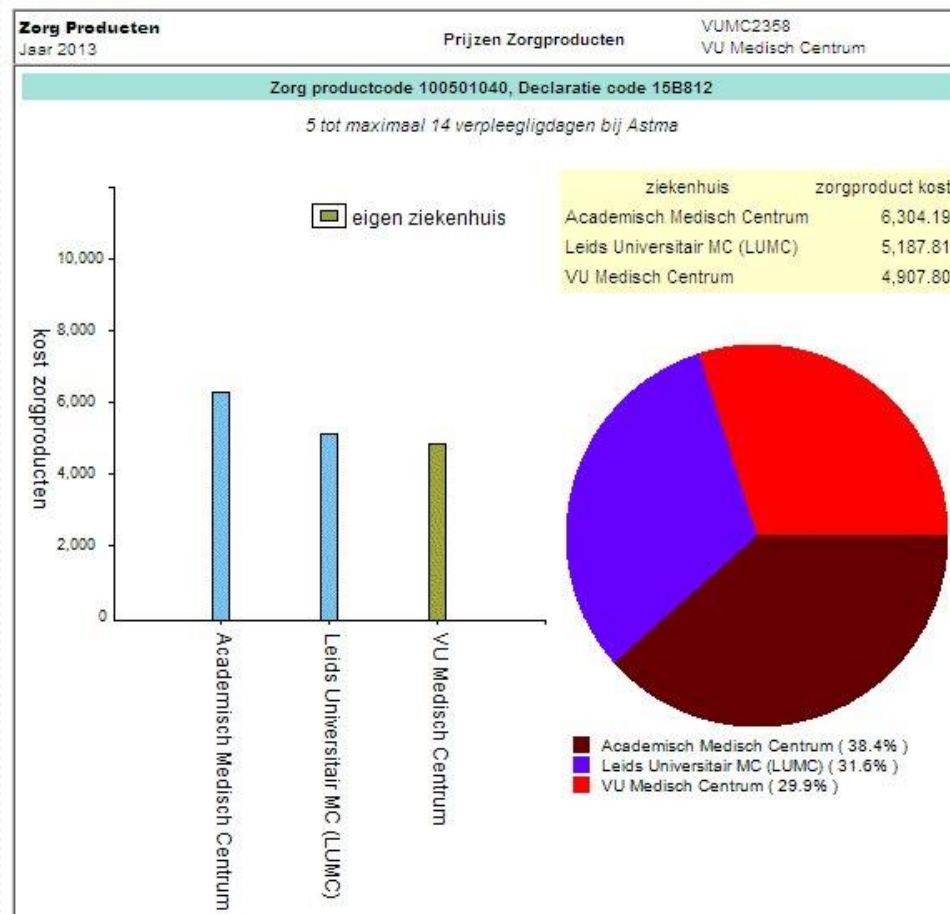 Zorg Producten
Jaar 2013
Prijzen Zorgproducten
VUMC2358
VU Medisch Centrum
Zorg productcode 100501040, Declaratie code 15B812
5 tot maximaal 14 verpleegligdagen bij Astma
eigen ziekenhuis
10,000
8,000
6,000
4,000
2,000
0
kost zorgproducten
Academisch Medisch Centrum
Leids Universitair MC (LUMC)
VU Medisch Centrum
ziekenhuis zorgproduct kost
Academisch Medisch Centrum 6,304.19
Leids Universitair MC (LUMC) 5,187.81
VU Medisch Centrum 4,907.80
Academisch Medisch Centrum ( 38.4% )
Leids Universitair MC (LUMC) ( 31.6% )
VU Medisch Centrum ( 29.9% )